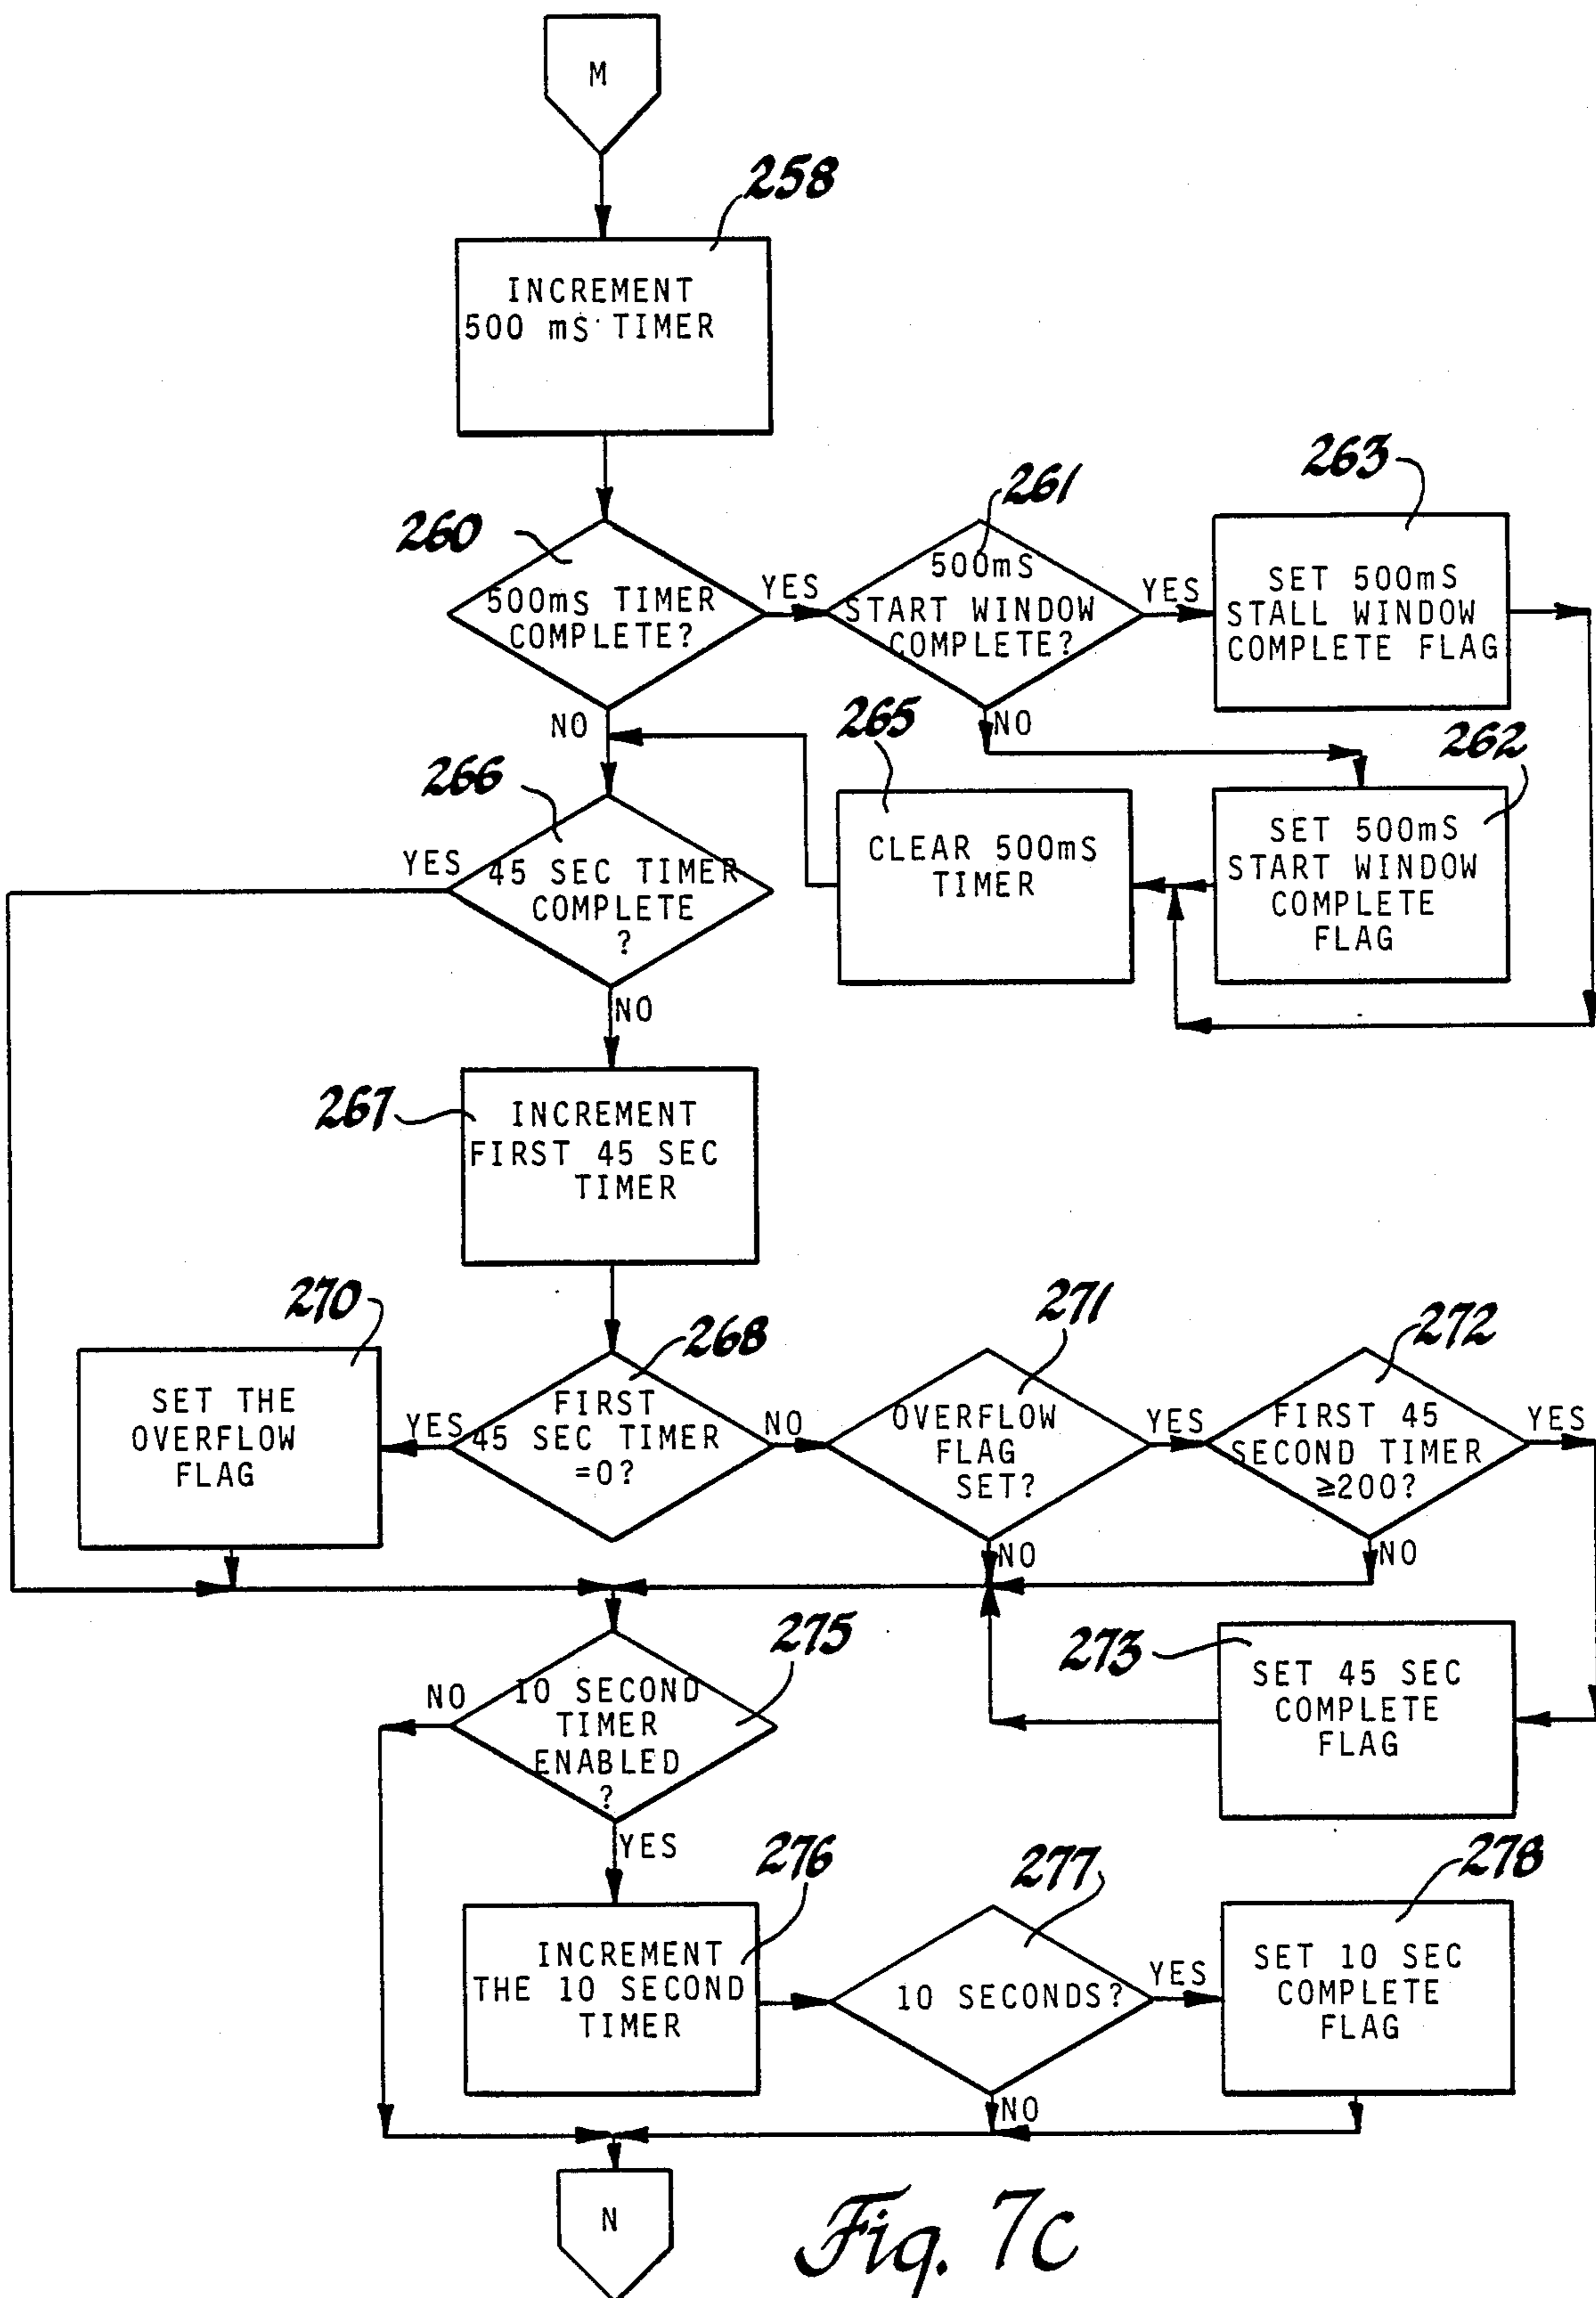 M
258
INCREMENT
500 mS TIMER
260
500mS TIMER
COMPLETE?
YES
NO
261
500mS
START WINDOW
COMPLETE?
YES
NO
263
SET 500mS
STALL WINDOW
COMPLETE FLAG
262
SET 500mS
START WINDOW
COMPLETE
FLAG
265
CLEAR 500mS
TIMER
266
YES
45 SEC TIMER
COMPLETE
?
NO
267
INCREMENT
FIRST 45 SEC
TIMER
270
SET THE
OVERFLOW
FLAG
268
YES
FIRST
45 SEC TIMER
=0?
NO
271
OVERFLOW
FLAG
SET?
YES
NO
272
FIRST 45
SECOND TIMER
≥200?
YES
NO
273
SET 45 SEC
COMPLETE
FLAG
275
NO
10 SECOND
TIMER
ENABLED
?
YES
276
INCREMENT
THE 10 SECOND
TIMER
277
10 SECONDS?
YES
NO
278
SET 10 SEC
COMPLETE
FLAG
N
Fig. 7c